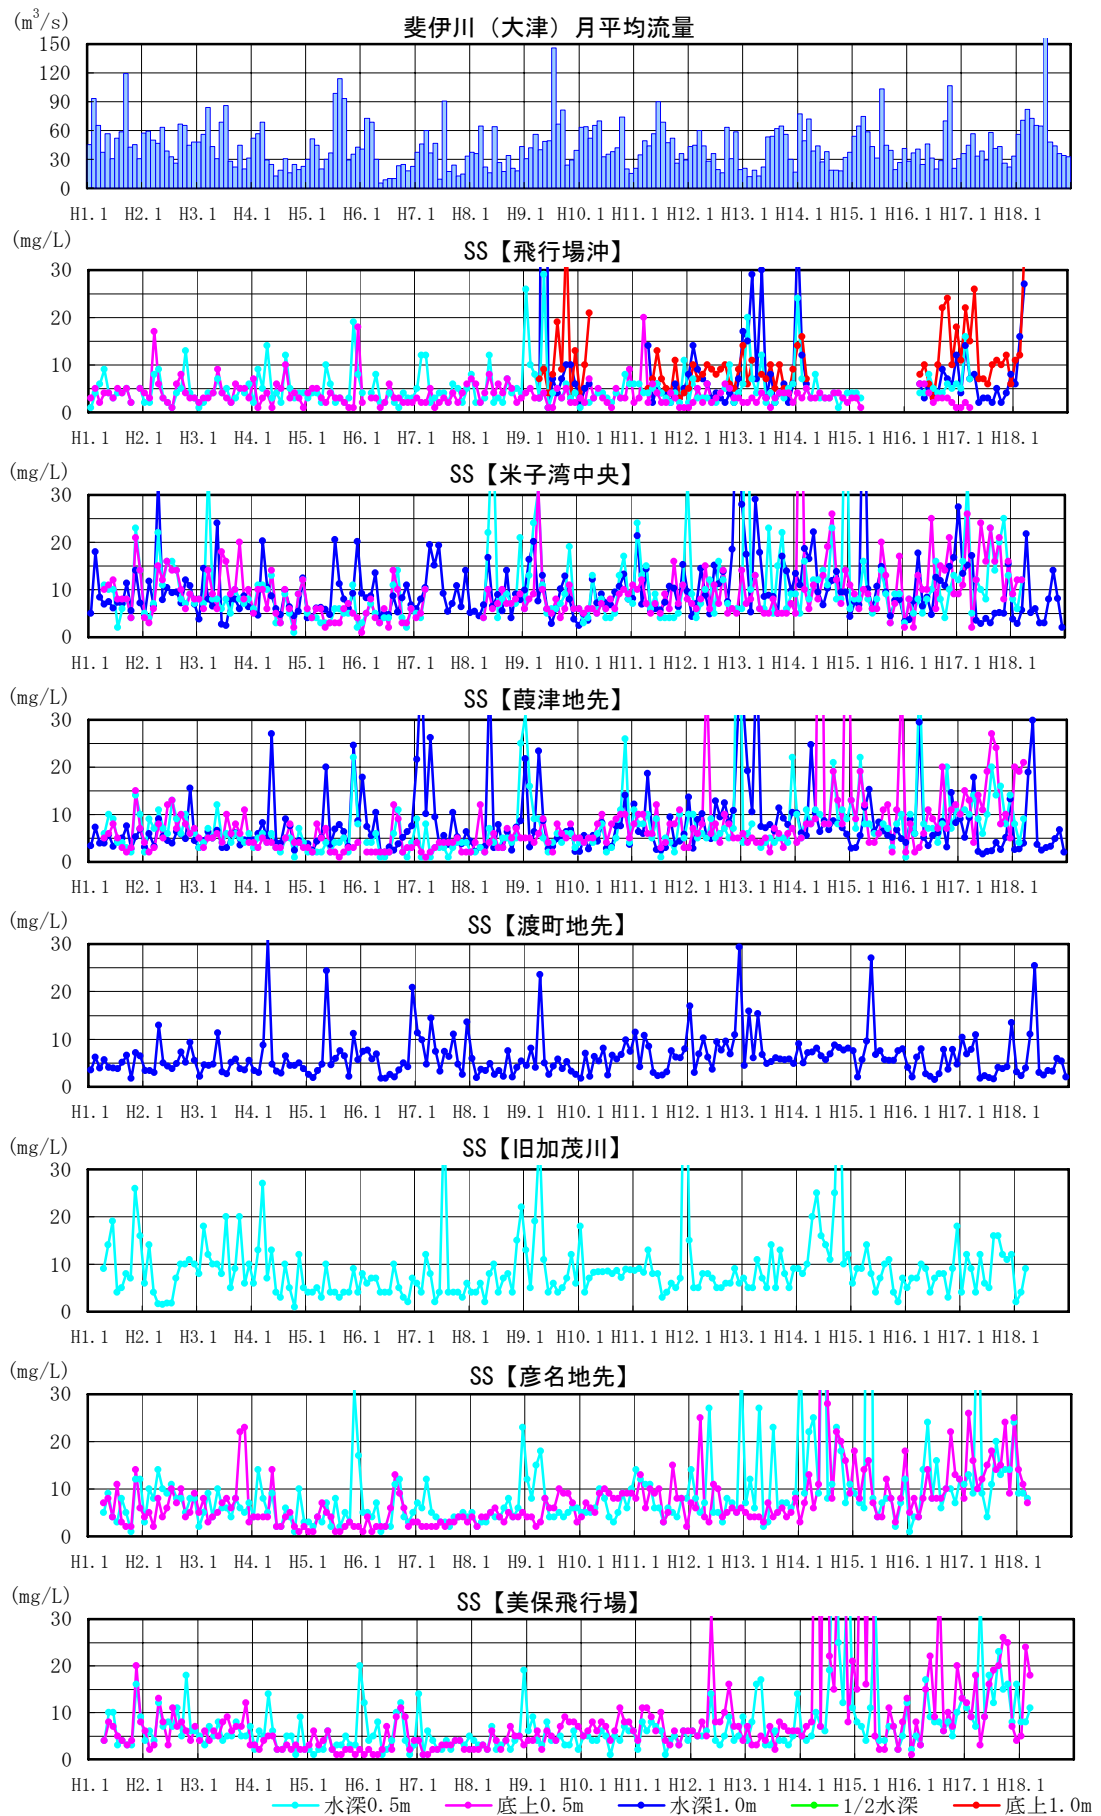 (m³/s) 斐伊川（大津）月平均流量
150
120
90
60
30
0
H1.1 H2.1 H3.1 H4.1 H5.1 H6.1 H7.1 H8.1 H9.1 H10.1 H11.1 H12.1 H13.1 H14.1 H15.1 H16.1 H17.1 H18.1
(mg/L) SS【飛行場沖】
30
20
10
0
H1.1 H2.1 H3.1 H4.1 H5.1 H6.1 H7.1 H8.1 H9.1 H10.1 H11.1 H12.1 H13.1 H14.1 H15.1 H16.1 H17.1 H18.1
(mg/L) SS【米子湾中央】
30
20
10
0
H1.1 H2.1 H3.1 H4.1 H5.1 H6.1 H7.1 H8.1 H9.1 H10.1 H11.1 H12.1 H13.1 H14.1 H15.1 H16.1 H17.1 H18.1
(mg/L) SS【葭津地先】
30
20
10
0
H1.1 H2.1 H3.1 H4.1 H5.1 H6.1 H7.1 H8.1 H9.1 H10.1 H11.1 H12.1 H13.1 H14.1 H15.1 H16.1 H17.1 H18.1
(mg/L) SS【渡町地先】
30
20
10
0
H1.1 H2.1 H3.1 H4.1 H5.1 H6.1 H7.1 H8.1 H9.1 H10.1 H11.1 H12.1 H13.1 H14.1 H15.1 H16.1 H17.1 H18.1
(mg/L) SS【旧加茂川】
30
20
10
0
H1.1 H2.1 H3.1 H4.1 H5.1 H6.1 H7.1 H8.1 H9.1 H10.1 H11.1 H12.1 H13.1 H14.1 H15.1 H16.1 H17.1 H18.1
(mg/L) SS【彦名地先】
30
20
10
0
H1.1 H2.1 H3.1 H4.1 H5.1 H6.1 H7.1 H8.1 H9.1 H10.1 H11.1 H12.1 H13.1 H14.1 H15.1 H16.1 H17.1 H18.1
(mg/L) SS【美保飛行場】
30
20
10
0
H1.1 H2.1 H3.1 H4.1 H5.1 H6.1 H7.1 H8.1 H9.1 H10.1 H11.1 H12.1 H13.1 H14.1 H15.1 H16.1 H17.1 H18.1
水深0.5m 底上0.5m 水深1.0m 1/2水深 底上1.0m